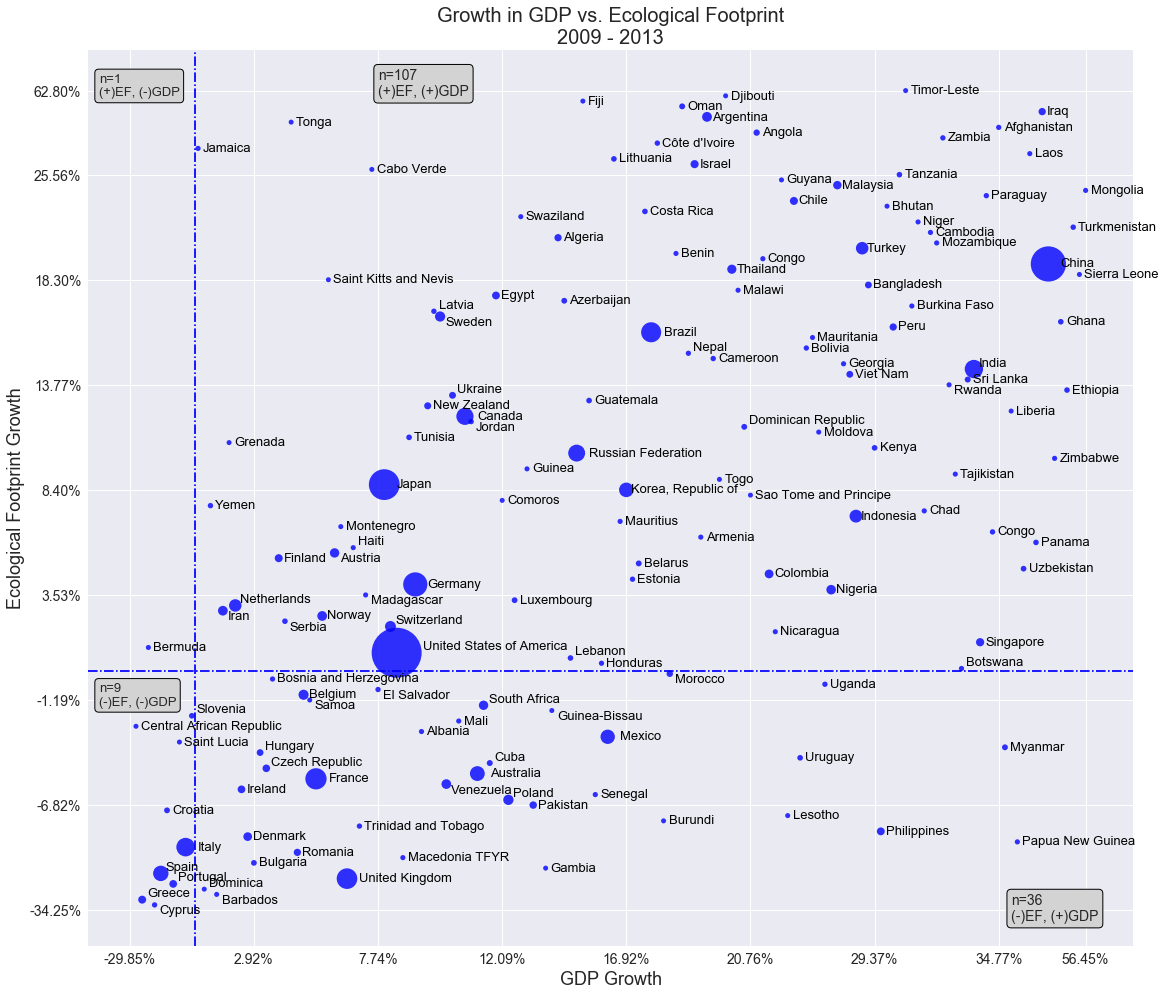 Growth in GDP vs. Ecological Footprint
2009 - 2013
n=1
(+)EF, (-)GDP
n=107
(+)EF, (+)GDP
62.80%
Timor-Leste
Djibouti
Fiji
Oman
Iraq
Argentina
Tonga
Afghanistan
Angola
Zambia
Côte d'Ivoire
Jamaica
Laos
Lithuania
Israel
Cabo Verde
25.56%
Tanzania
Guyana
Malaysia
Mongolia
Paraguay
Chile
Bhutan
Costa Rica
Swaziland
Niger
Turkmenistan
Cambodia
Algeria
Mozambique
Turkey
Benin
Congo
China
Thailand
Sierra Leone
18.30%
Saint Kitts and Nevis
Bangladesh
Malawi
Egypt
Azerbaijan
Latvia
Burkina Faso
Sweden
Ghana
Peru
Brazil
Mauritania
Nepal
Bolivia
Cameroon
Georgia
India
Viet Nam
Sri Lanka
13.77%
Rwanda
Ethiopia
Ukraine
Guatemala
New Zealand
Liberia
Canada
Jordan
Dominican Republic
Moldova
Tunisia
Grenada
Kenya
Russian Federation
Zimbabwe
Guinea
Tajikistan
Togo
Japan
8.40%
Korea, Republic of
Sao Tome and Principe
Comoros
Yemen
Chad
Indonesia
Mauritius
Montenegro
Congo
Armenia
Haiti
Panama
Austria
Finland
Belarus
Uzbekistan
Colombia
Estonia
Germany
Nigeria
3.53%
Madagascar
Luxembourg
Netherlands
Iran
Norway
Serbia
Switzerland
Nicaragua
Singapore
Bermuda
United States of America
Lebanon
Honduras
Botswana
Morocco
Bosnia and Herzegovina
n=9
(-)EF, (-)GDP
Uganda
El Salvador
Belgium
-1.19%
Samoa
South Africa
Slovenia
Guinea-Bissau
Mali
Central African Republic
Albania
Mexico
Saint Lucia
Hungary
Myanmar
Uruguay
Cuba
Czech Republic
Australia
France
Venezuela
Ireland
Poland
Senegal
-6.82%
Pakistan
Croatia
Lesotho
Burundi
Trinidad and Tobago
Philippines
Denmark
Papua New Guinea
Italy
Romania
Macedonia TFYR
Bulgaria
Gambia
Spain
Portugal
United Kingdom
Dominica
Greece
Barbados
Cyprus
n=36
(-)EF, (+)GDP
-34.25%
Ecological Footprint Growth
-29.85%
2.92%
7.74%
12.09%
16.92%
20.76%
29.37%
34.77%
56.45%
GDP Growth